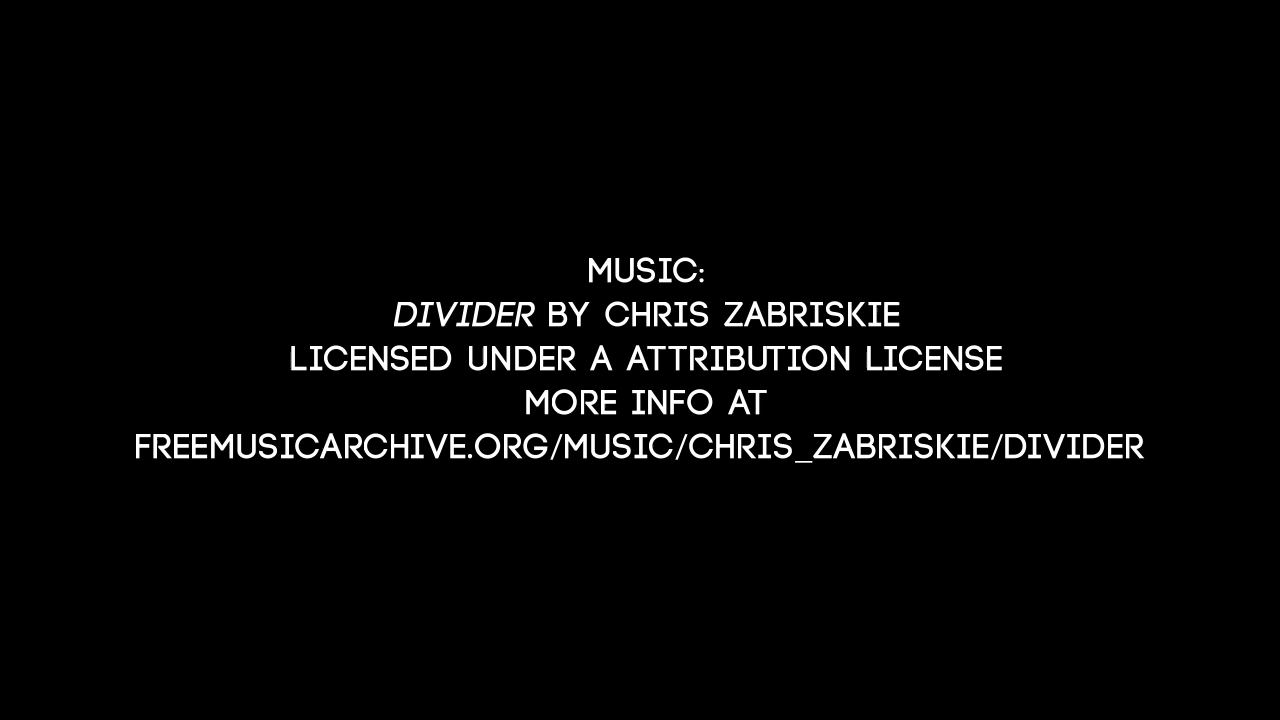 MUSIC:
DIVIDER BY CHRIS ZABRISKIE
LICENSED UNDER A ATTRIBUTION LICENSE
MORE INFO AT
FREEMUSICARCHIVE.ORG/MUSIC/CHRIS_ZABRISKIE/DIVIDER